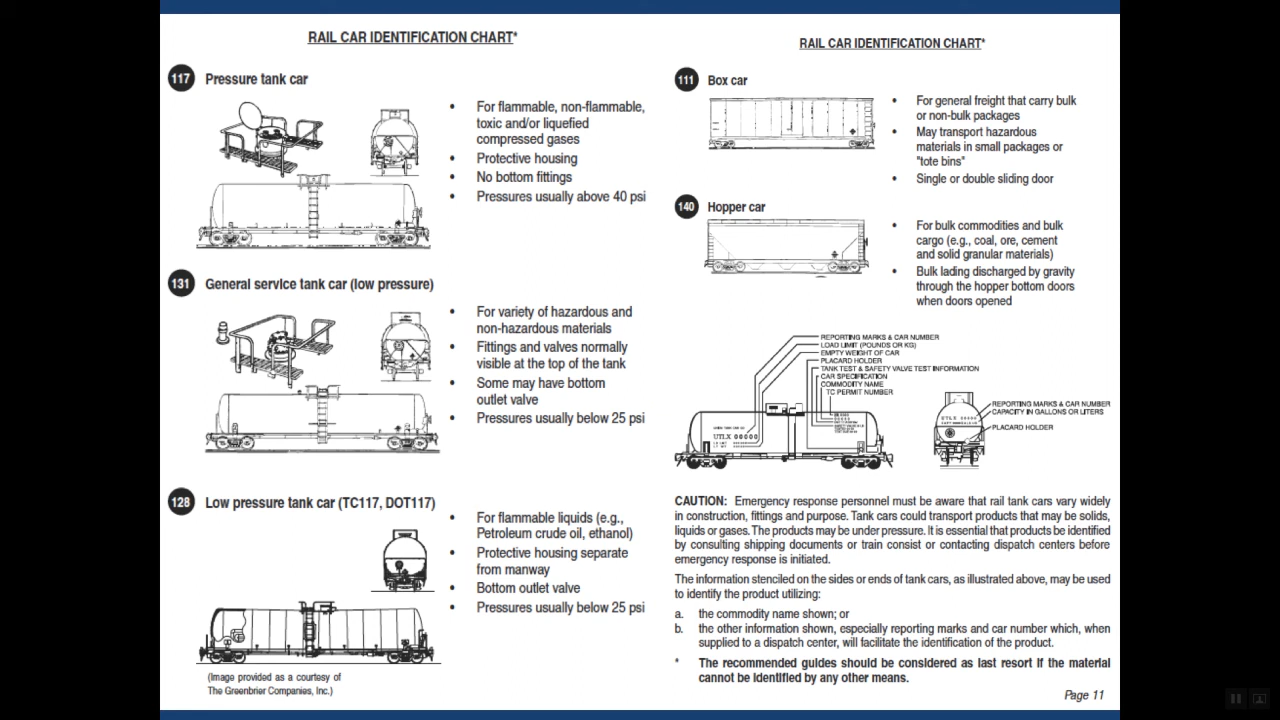 RAIL CAR IDENTIFICATION CHART*
117 Pressure tank car
• For flammable, non-flammable,
toxic and/or liquefied
compressed gases
• Protective housing
• No bottom fittings
• Pressures usually above 40 psi
131 General service tank car (low pressure)
• For variety of hazardous and
non-hazardous materials
• Fittings and valves normally
visible at the top of the tank
• Some may have bottom
outlet valve
• Pressures usually below 25 psi
128 Low pressure tank car (TC117, DOT117)
• For flammable liquids (e.g.,
Petroleum crude oil, ethanol)
• Protective housing separate
from manway
• Bottom outlet valve
• Pressures usually below 25 psi
(Image provided as a courtesy of
The Greenbrier Companies, Inc.)
RAIL CAR IDENTIFICATION CHART*
111 Box car
• For general freight that carry bulk
or non-bulk packages
• May transport hazardous
materials in small packages or
"tote bins"
• Single or double sliding door
140 Hopper car
• For bulk commodities and bulk
cargo (e.g., coal, ore, cement
and solid granular materials)
• Bulk lading discharged by gravity
through the hopper bottom doors
when doors opened
REPORTING MARKS & CAR NUMBER
LOAD LIMIT (POUNDS OR KG)
EMPTY WEIGHT OF CAR
PLACARD HOLDER
TANK TEST & SAFETY VALVE TEST INFORMATION
CAR SPECIFICATION
COMMODITY NAME
TC PERMIT NUMBER
UTLX 00000
REPORTING MARKS & CAR NUMBER
CAPACITY IN GALLONS OR LITERS
PLACARD HOLDER
UTLX 00000
CAUTION: Emergency response personnel must be aware that rail tank cars vary widely
in construction, fittings and purpose. Tank cars could transport products that may be solids,
liquids or gases. The products may be under pressure. It is essential that products be identified
by consulting shipping documents or train consist or contacting dispatch centers before
emergency response is initiated.
The information stenciled on the sides or ends of tank cars, as illustrated above, may be used
to identify the product utilizing:
a. the commodity name shown; or
b. the other information shown, especially reporting marks and car number which, when
supplied to a dispatch center, will facilitate the identification of the product.
* The recommended guides should be considered as last resort if the material
cannot be identified by any other means.
Page 11